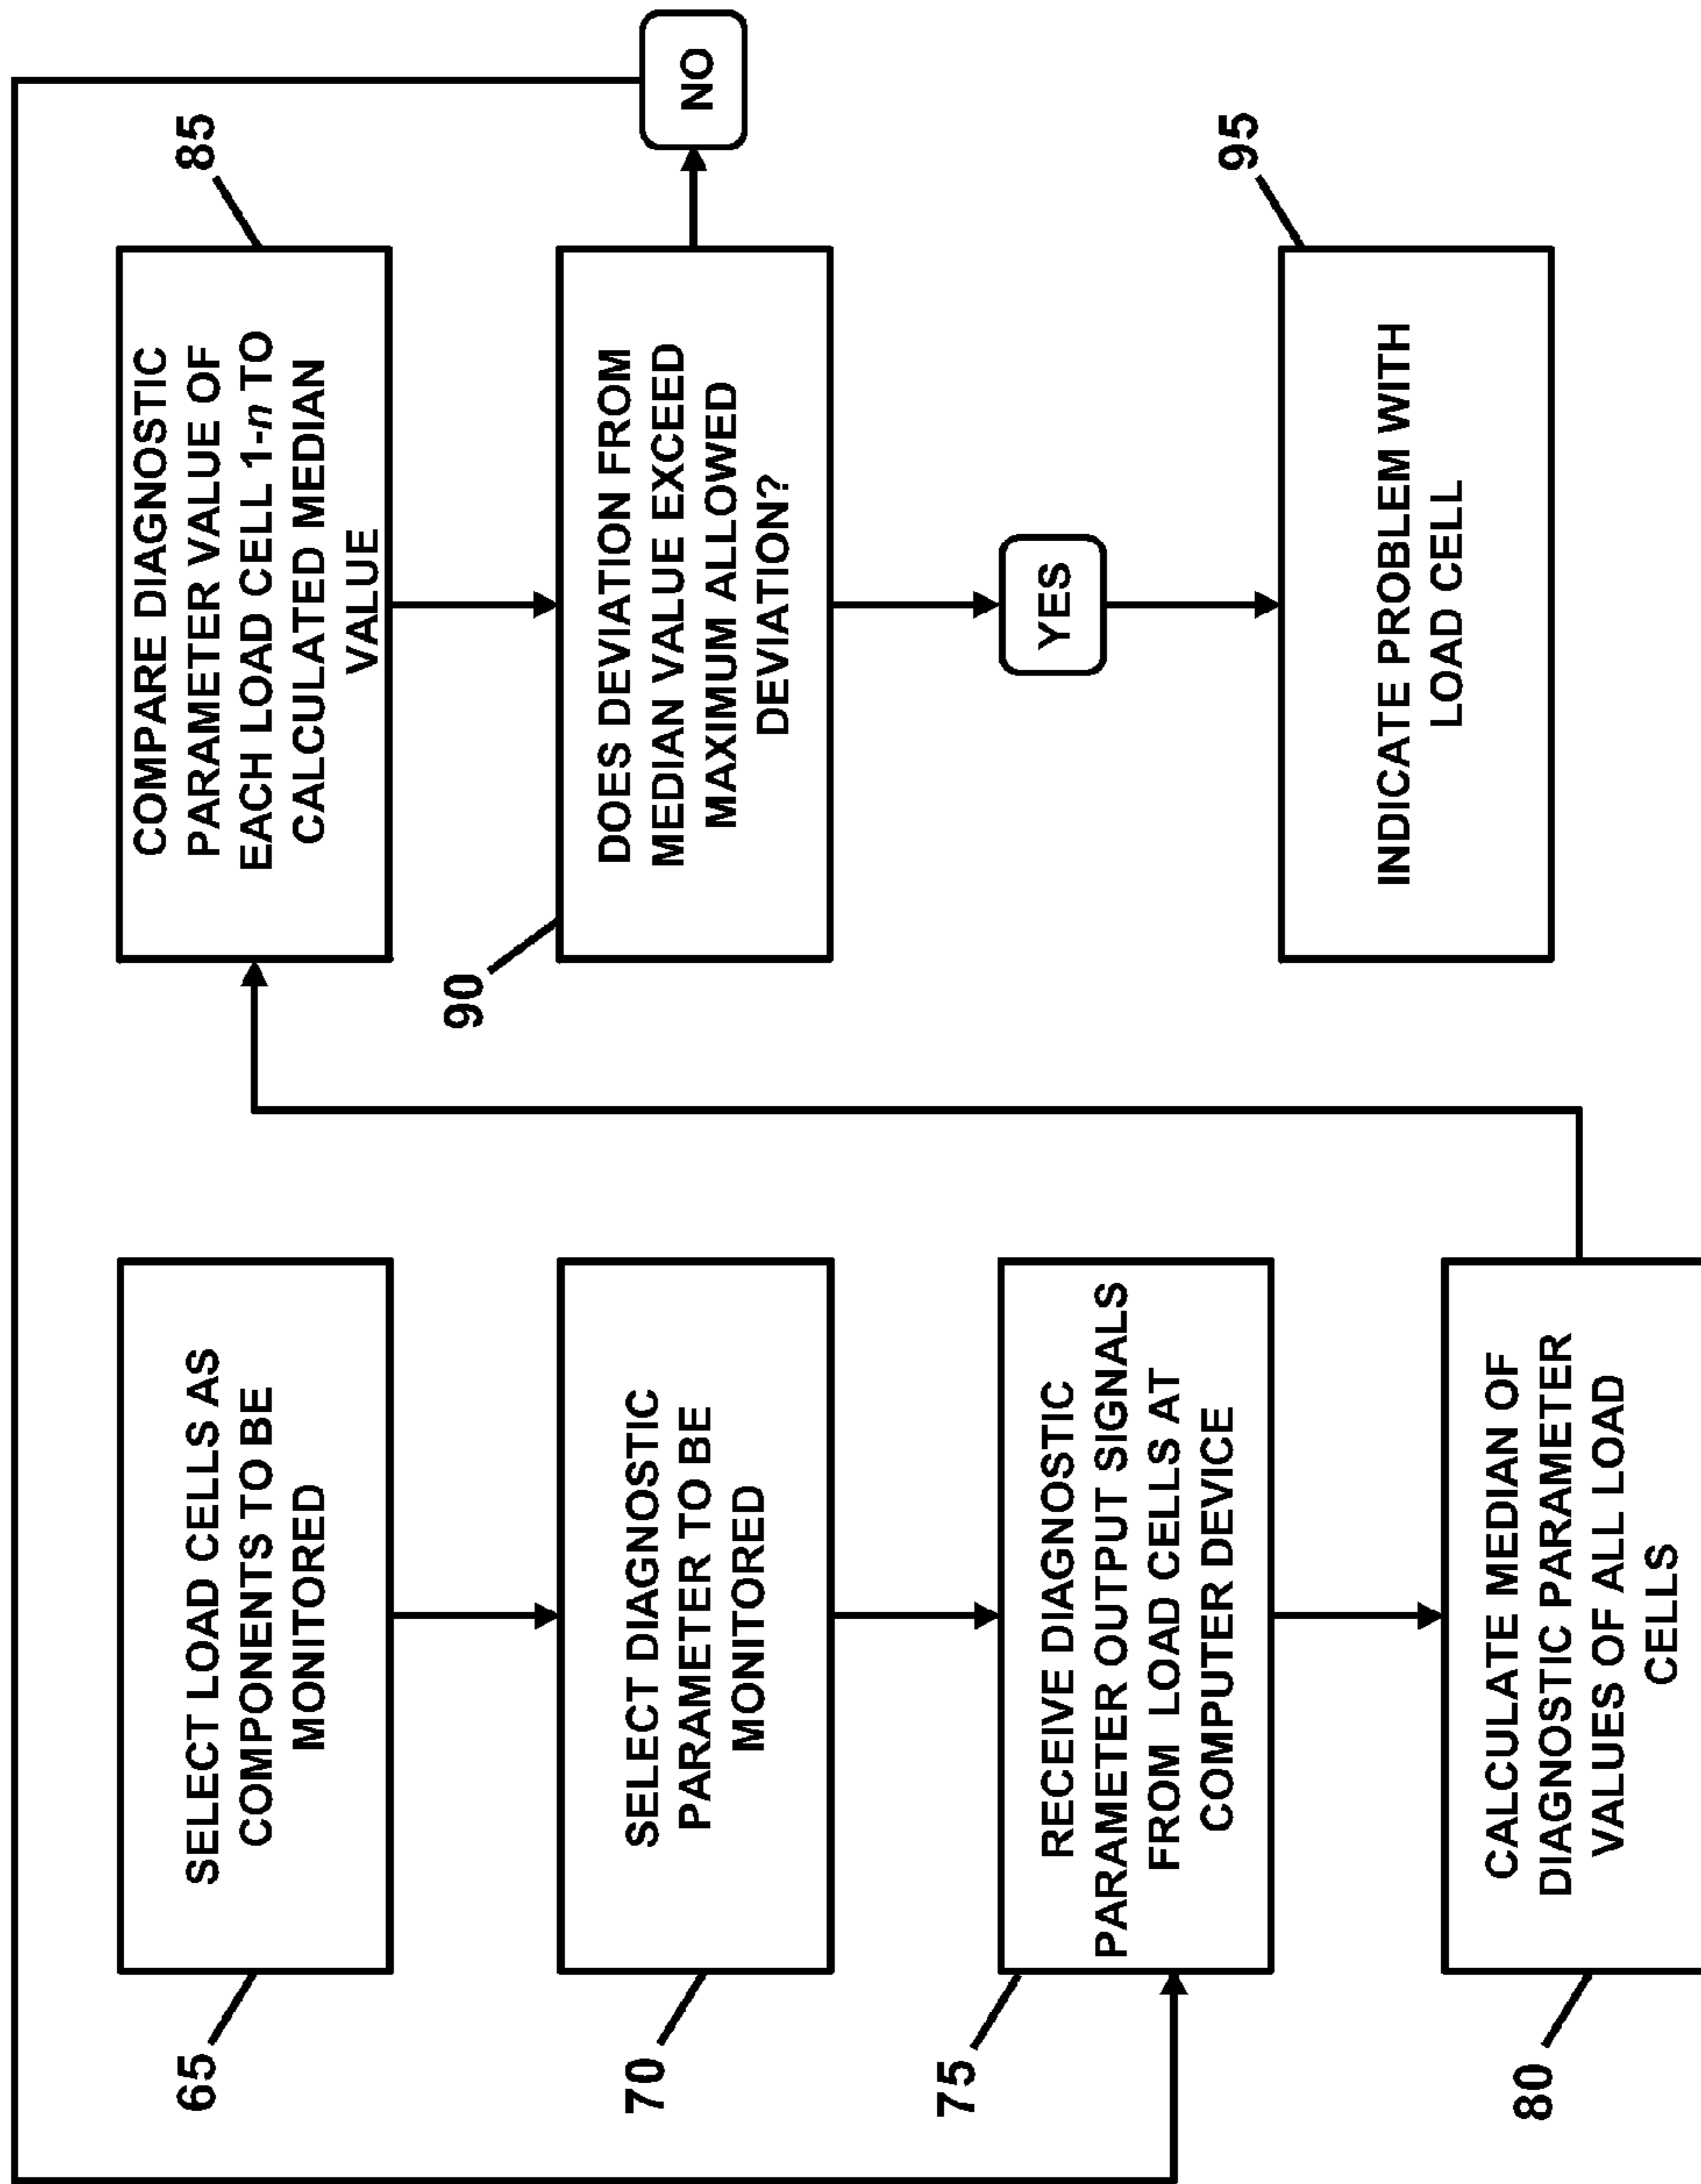 65
SELECT LOAD CELLS AS
COMPONENTS TO BE
MONITORED
70
SELECT DIAGNOSTIC
PARAMETER TO BE
MONITORED
75
RECEIVE DIAGNOSTIC
PARAMETER OUTPUT SIGNALS
FROM LOAD CELLS AT
COMPUTER DEVICE
80
CALCULATE MEDIAN OF
DIAGNOSTIC PARAMETER
VALUES OF ALL LOAD
CELLS
85
COMPARE DIAGNOSTIC
PARAMETER VALUE OF
EACH LOAD CELL 1-n TO
CALCULATED MEDIAN
VALUE
90
DOES DEVIATION FROM
MEDIAN VALUE EXCEED
MAXIMUM ALLLOWED
DEVIATION?
NO
YES
95
INDICATE PROBLEM WITH
LOAD CELL